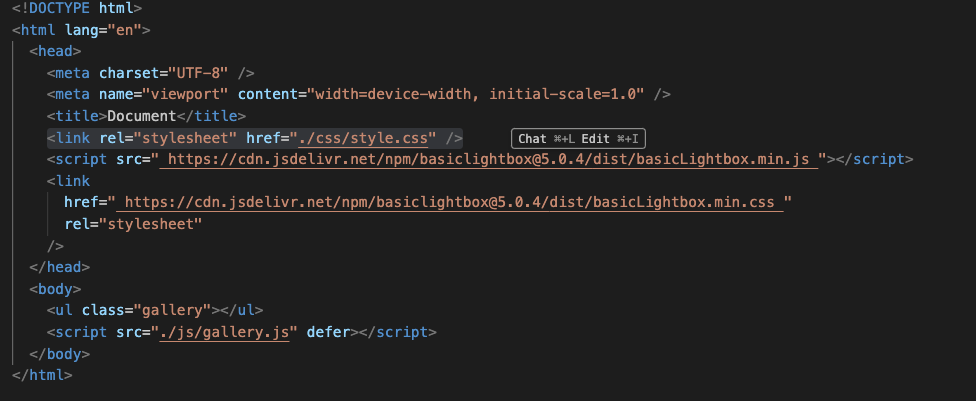 <!DOCTYPE html>
<html lang="en">
  <head>
    <meta charset="UTF-8" />
    <meta name="viewport" content="width=device-width, initial-scale=1.0" />
    <title>Document</title>
    <link rel="stylesheet" href="./css/style.css" /> Chat ⌘+L Edit ⌘+I
    <script src=" https://cdn.jsdelivr.net/npm/basiclightbox@5.0.4/dist/basicLightbox.min.js "></script>
    <link
      href=" https://cdn.jsdelivr.net/npm/basiclightbox@5.0.4/dist/basicLightbox.min.css "
      rel="stylesheet"
    />
  </head>
  <body>
    <ul class="gallery"></ul>
    <script src="./js/gallery.js" defer></script>
  </body>
</html>